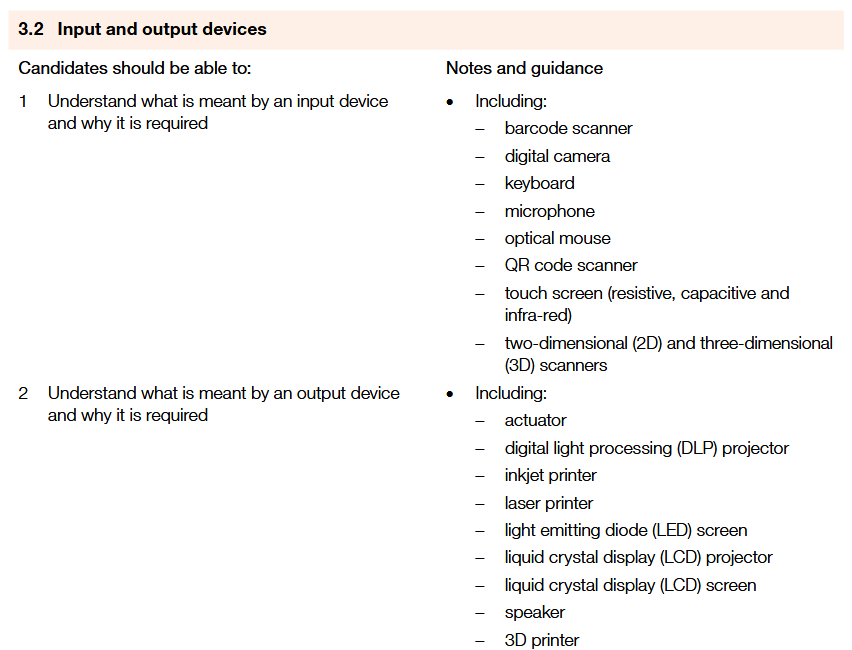 3.2 Input and output devices
Candidates should be able to:
Notes and guidance
1 Understand what is meant by an input device
and why it is required
• Including:
– barcode scanner
– digital camera
– keyboard
– microphone
– optical mouse
– QR code scanner
– touch screen (resistive, capacitive and
infra-red)
– two-dimensional (2D) and three-dimensional
(3D) scanners
2 Understand what is meant by an output device
and why it is required
• Including:
– actuator
– digital light processing (DLP) projector
– inkjet printer
– laser printer
– light emitting diode (LED) screen
– liquid crystal display (LCD) projector
– liquid crystal display (LCD) screen
– speaker
– 3D printer